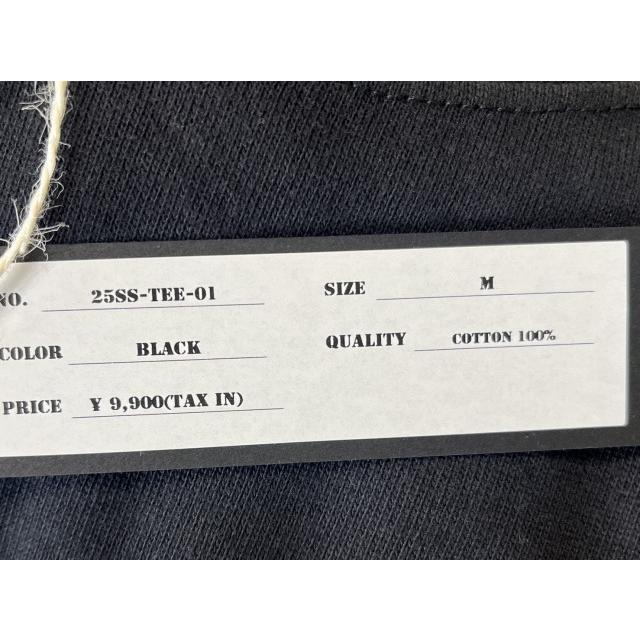 NO. 25SS-TEE-01
SIZE M
COLOR BLACK
QUALITY COTTON 100%
PRICE ¥ 9,900(TAX IN)